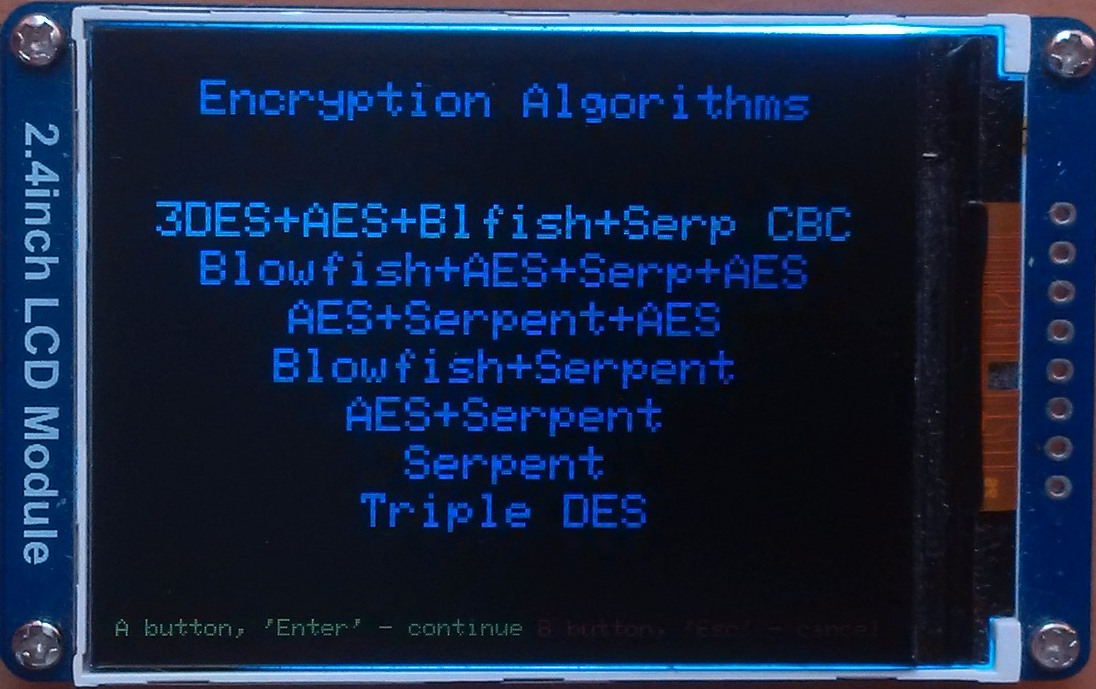 2.4inch LCD Module
Encryption Algorithms
3DES+AES+Blfish+Serp CBC
Blowfish+AES+Serp+AES
AES+Serpent+AES
Blowfish+Serpent
AES+Serpent
Serpent
Triple DES
A button, 'Enter' - continue B button, 'Esc' - cancel